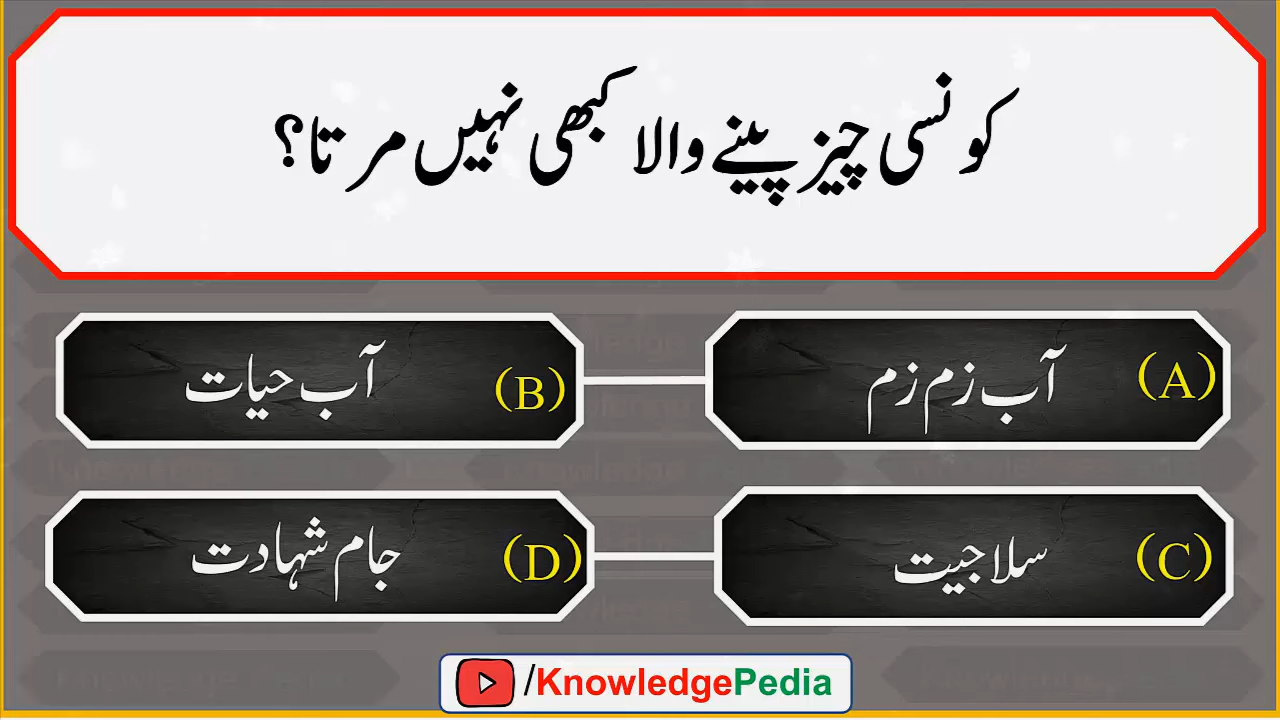 کونسی چیز پینے والا کبھی نہیں مرتا؟
(A) آب زم زم
(B) آب حیات
(C) سلاجیت
(D) جام شہادت
/KnowledgePedia